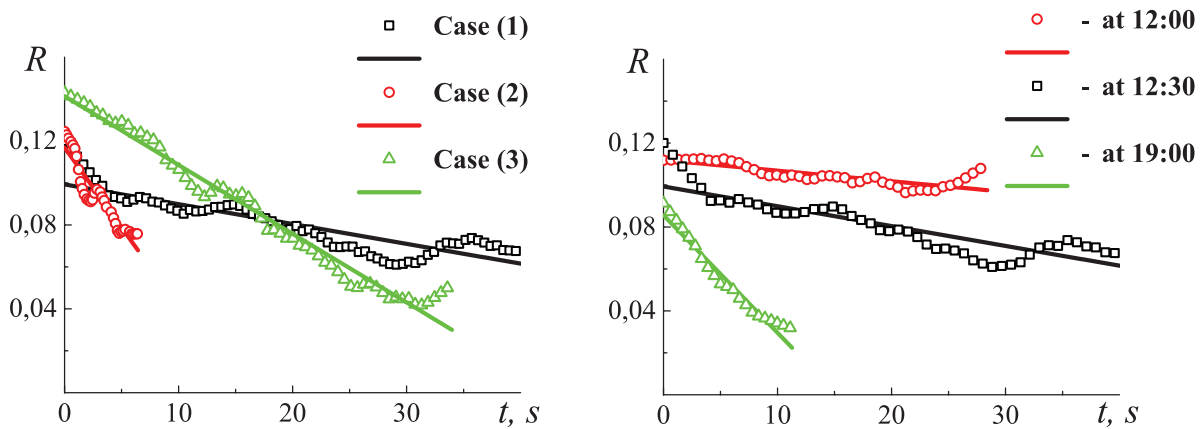 R
Case (1)
Case (2)
Case (3)
0,12
0,08
0,04
0
10
20
30
t, s
R
- at 12:00
- at 12:30
- at 19:00
0,12
0,08
0,04
0
10
20
30
t, s